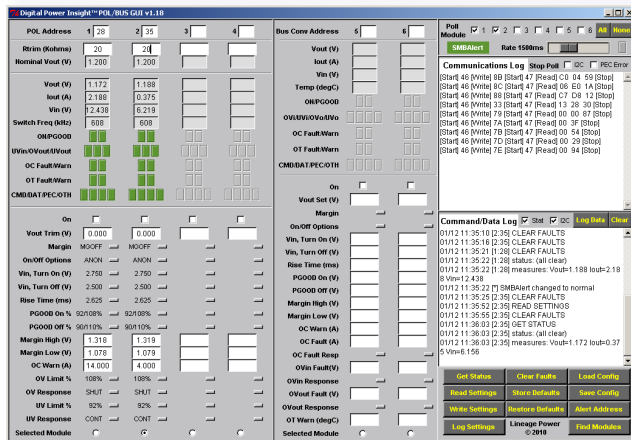 Digital Power Insight™ POL/BUS GUI v1.18
POL Address 1 28 2 35 3 4
Rtrim (Kohms) 20 20
Nominal Vout (V) 1.200 1.200
Vout (V) 1.172 1.188
Iout (A) 2.188 0.375
Vin (V) 12.438 6.219
Switch Freq (kHz) 608 608
ON/PGOOD
UVin/OVout/UVout
OC Fault/Warn
OT Fault/Warn
CMD/DAT/PEC/OTH
On
Vout Trim (V) 0.000 0.000
Margin MGOFF MGOFF
On/Off Options ANON ANON
Vin, Turn On (V) 2.750 2.750
Vin, Turn Off (V) 2.500 2.500
Rise Time (ms) 2.625 2.625
PGOOD On % 92/108% 92/108%
PGOOD Off % 90/110% 90/110%
Margin High (V) 1.318 1.319
Margin Low (V) 1.078 1.079
OC Warn (A) 14.000 4.000
OV Limit % 108% 108%
OV Response SHUT SHUT
UV Limit % 92% 92%
UV Response CONT CONT
Selected Module
Bus Conv Address 5 6
Vout (V)
Iout (A)
Vin (V)
Temp (degC)
ON/PGOOD
OVi/UVi/OVo/UVo
OC Fault/Warn
OT Fault/Warn
CMD/DAT/PEC/OTH
On
Vout Set (V)
Margin
On/Off Options
Vin, Turn On (V)
Vin, Turn Off (V)
Rise Time (ms)
PGOOD On (V)
PGOOD Off (V)
Margin High (V)
Margin Low (V)
OC Warn (A)
OC Fault (A)
OC Fault Resp
OVin Fault(V)
OVin Response
OVout Fault (V)
OVout Response
OT Warn (degC)
Selected Module
Poll
Module 1 2 3 4 5 6 All None
SMBAlert Rate 1500ms
Communications Log Stop Poll I2C PEC Error
[Start] 46 [Write] 8B [Start] 47 [Read] C0 04 59 [Stop]
[Start] 46 [Write] 8C [Start] 47 [Read] 06 E0 1A [Stop]
[Start] 46 [Write] 88 [Start] 47 [Read] C7 D8 12 [Stop]
[Start] 46 [Write] 33 [Start] 47 [Read] 13 28 30 [Stop]
[Start] 46 [Write] 79 [Start] 47 [Read] 00 00 87 [Stop]
[Start] 46 [Write] 7A [Start] 47 [Read] 00 3F [Stop]
[Start] 46 [Write] 7B [Start] 47 [Read] 00 54 [Stop]
[Start] 46 [Write] 7D [Start] 47 [Read] 00 29 [Stop]
[Start] 46 [Write] 7E [Start] 47 [Read] 00 94 [Stop]
Command/Data Log Stat I2C Log Data Clear
01/12 11:35:10 [2:35] CLEAR FAULTS
01/12 11:35:16 [2:35] CLEAR FAULTS
01/12 11:35:21 [1:28] CLEAR FAULTS
01/12 11:35:22 [1:28] status: (all clear)
01/12 11:35:22 [1:28] measures: Vout=1.188 Iout=2.18
8 Vin=12.438
01/12 11:35:22 [*] SMBAlert changed to normal
01/12 11:35:25 [2:35] CLEAR FAULTS
01/12 11:35:52 [2:35] READ SETTINGS
01/12 11:35:55 [2:35] CLEAR FAULTS
01/12 11:36:03 [2:35] GET STATUS
01/12 11:36:03 [2:35] status: (all clear)
01/12 11:36:03 [2:35] measures: Vout=1.172 Iout=0.37
5 Vin=6.156
Get Status Clear Faults Load Config
Read Settings Store Defaults Save Config
Write Settings Restore Defaults Alert Address
Log Settings Lineage Power Find Modules
© 2010